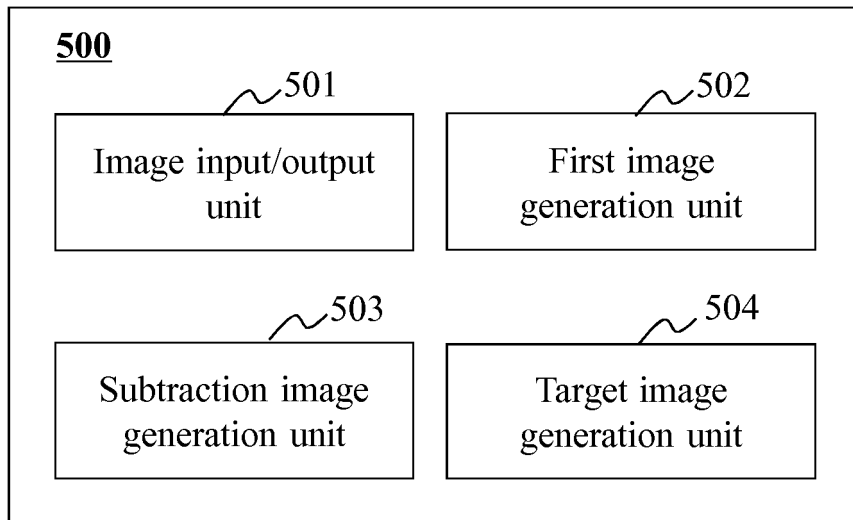 500
501
Image input/output
unit
502
First image
generation unit
503
Subtraction image
generation unit
504
Target image
generation unit